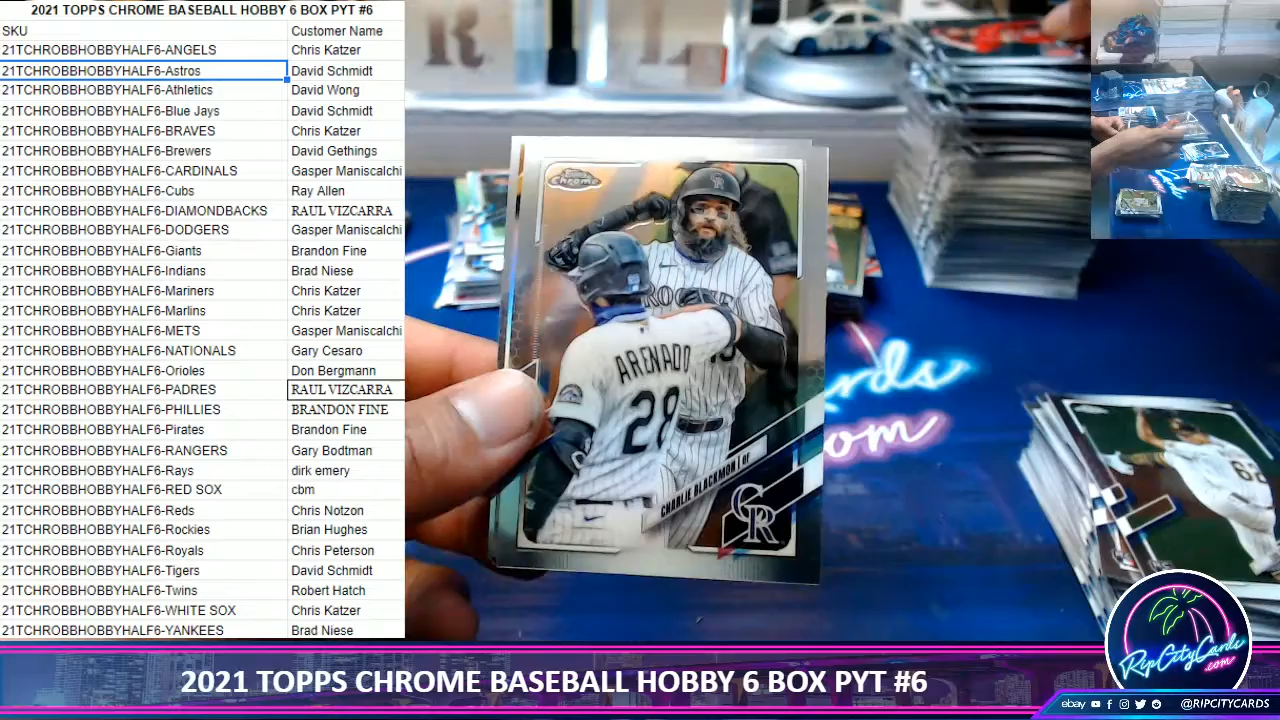 2021 TOPPS CHROME BASEBALL HOBBY 6 BOX PYT #6
SKU Customer Name
21TCHROBBHOBBYHALF6-ANGELS Chris Katzer
21TCHROBBHOBBYHALF6-Astros David Schmidt
21TCHROBBHOBBYHALF6-Athletics David Wong
21TCHROBBHOBBYHALF6-Blue Jays David Schmidt
21TCHROBBHOBBYHALF6-BRAVES Chris Katzer
21TCHROBBHOBBYHALF6-Brewers David Gethings
21TCHROBBHOBBYHALF6-CARDINALS Gasper Maniscalchi
21TCHROBBHOBBYHALF6-Cubs Ray Allen
21TCHROBBHOBBYHALF6-DIAMONDBACKS RAUL VIZCARRA
21TCHROBBHOBBYHALF6-DODGERS Gasper Maniscalchi
21TCHROBBHOBBYHALF6-Giants Brandon Fine
21TCHROBBHOBBYHALF6-Indians Brad Niese
21TCHROBBHOBBYHALF6-Mariners Chris Katzer
21TCHROBBHOBBYHALF6-Marlins Chris Katzer
21TCHROBBHOBBYHALF6-METS Gasper Maniscalchi
21TCHROBBHOBBYHALF6-NATIONALS Gary Cesaro
21TCHROBBHOBBYHALF6-Orioles Don Bergmann
21TCHROBBHOBBYHALF6-PADRES RAUL VIZCARRA
21TCHROBBHOBBYHALF6-PHILLIES BRANDON FINE
21TCHROBBHOBBYHALF6-Pirates Brandon Fine
21TCHROBBHOBBYHALF6-RANGERS Gary Bodtman
21TCHROBBHOBBYHALF6-Rays dirk emery
21TCHROBBHOBBYHALF6-RED SOX cbm
21TCHROBBHOBBYHALF6-Reds Chris Notzon
21TCHROBBHOBBYHALF6-Rockies Brian Hughes
21TCHROBBHOBBYHALF6-Royals Chris Peterson
21TCHROBBHOBBYHALF6-Tigers David Schmidt
21TCHROBBHOBBYHALF6-Twins Robert Hatch
21TCHROBBHOBBYHALF6-WHITE SOX Chris Katzer
21TCHROBBHOBBYHALF6-YANKEES Brad Niese
Topps Chrome
CR
ARENADO
28
CHARLIE BLACKMON | OF
CR
RipCityCards
.com
2021 TOPPS CHROME BASEBALL HOBBY 6 BOX PYT #6
ebay @RIPCITYCARDS